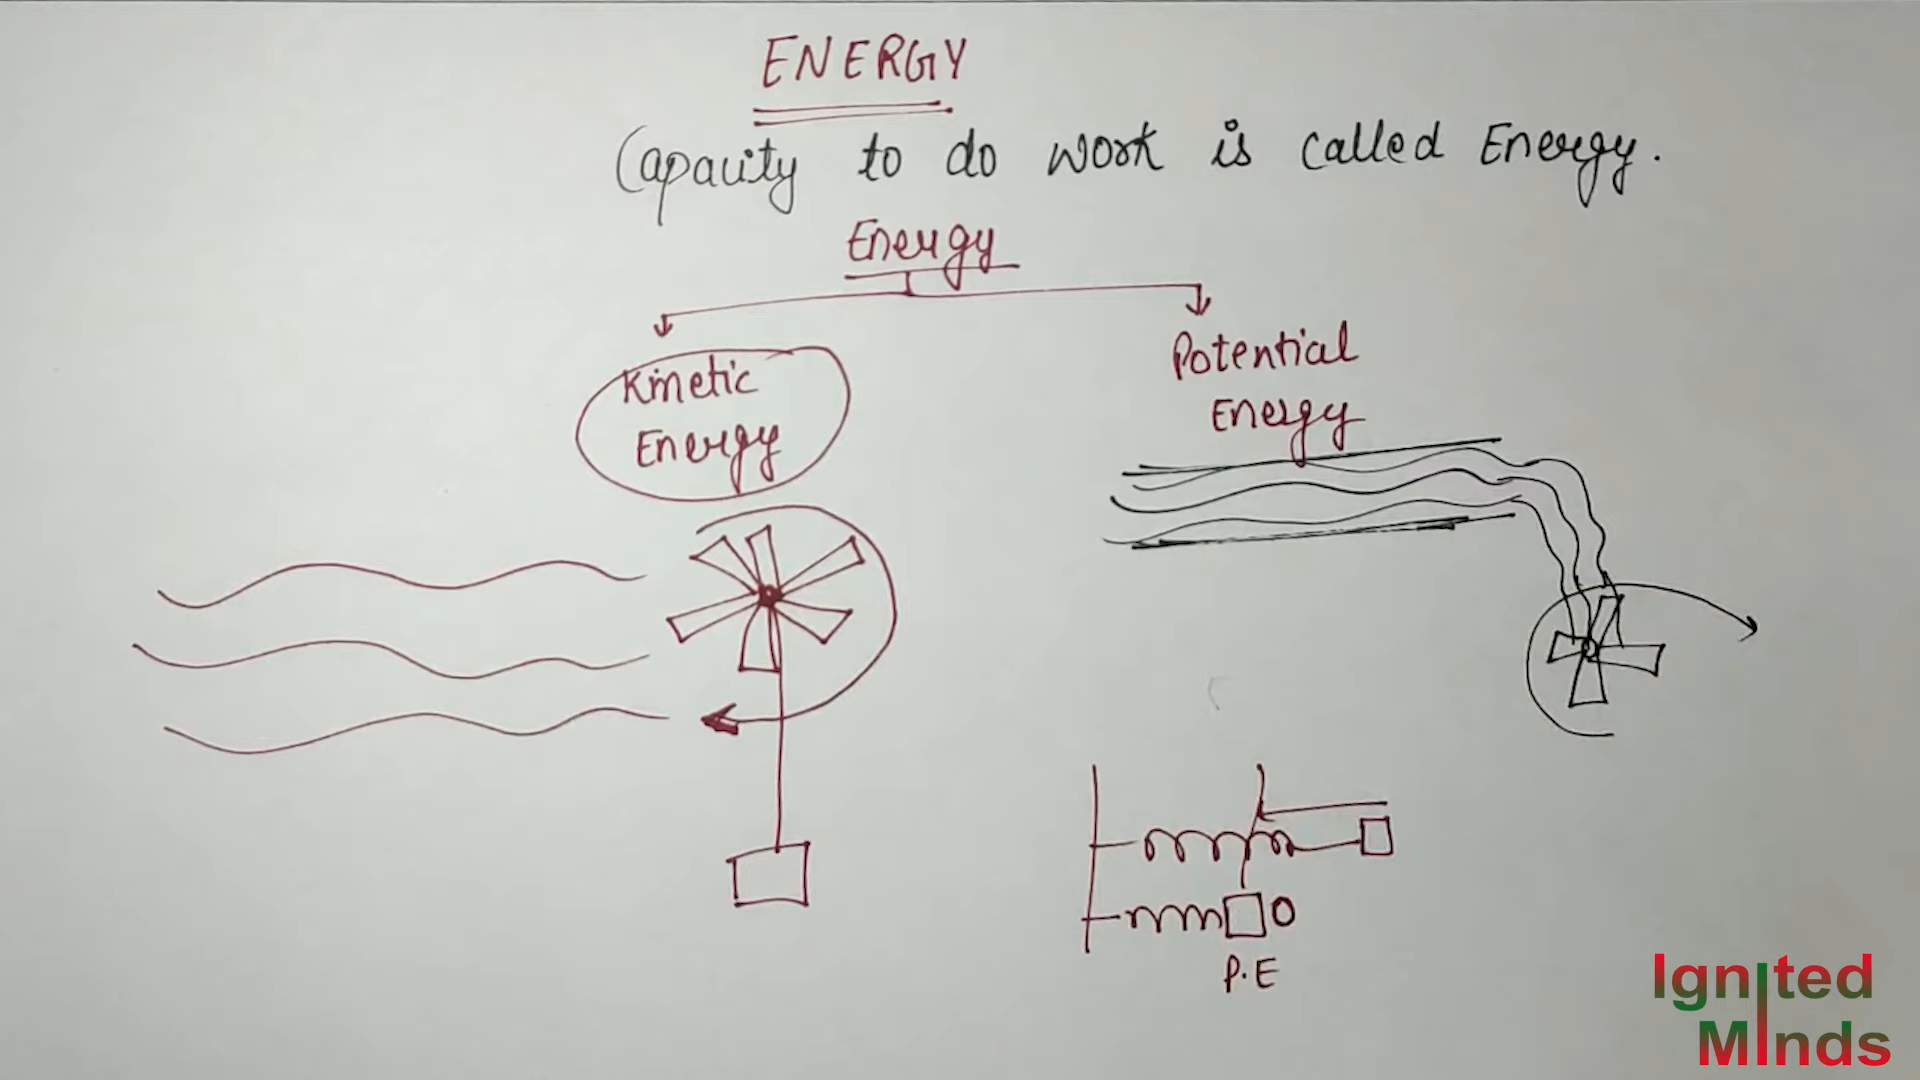 ENERGY
Capacity to do work is called Energy.
Energy
Kinetic
Energy
Potential
Energy
P.E
Ignited
Minds